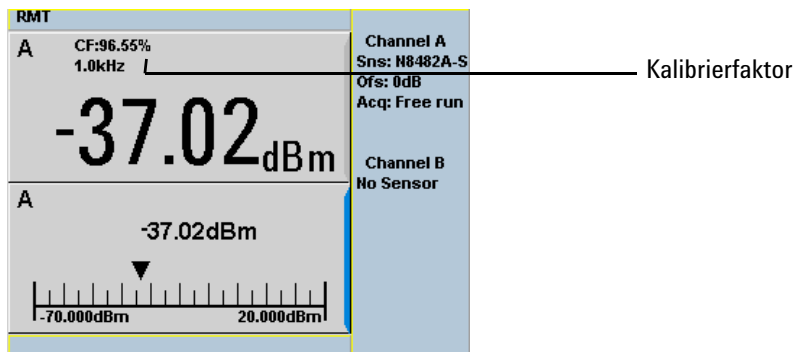 RMT
A
CF:96.55%
1.0kHz
-37.02dBm
A
-37.02dBm
-70.000dBm 20.000dBm
Channel A
Sns: N8482A-S
Ofs: 0dB
Acq: Free run
Channel B
No Sensor
Kalibrierfaktor